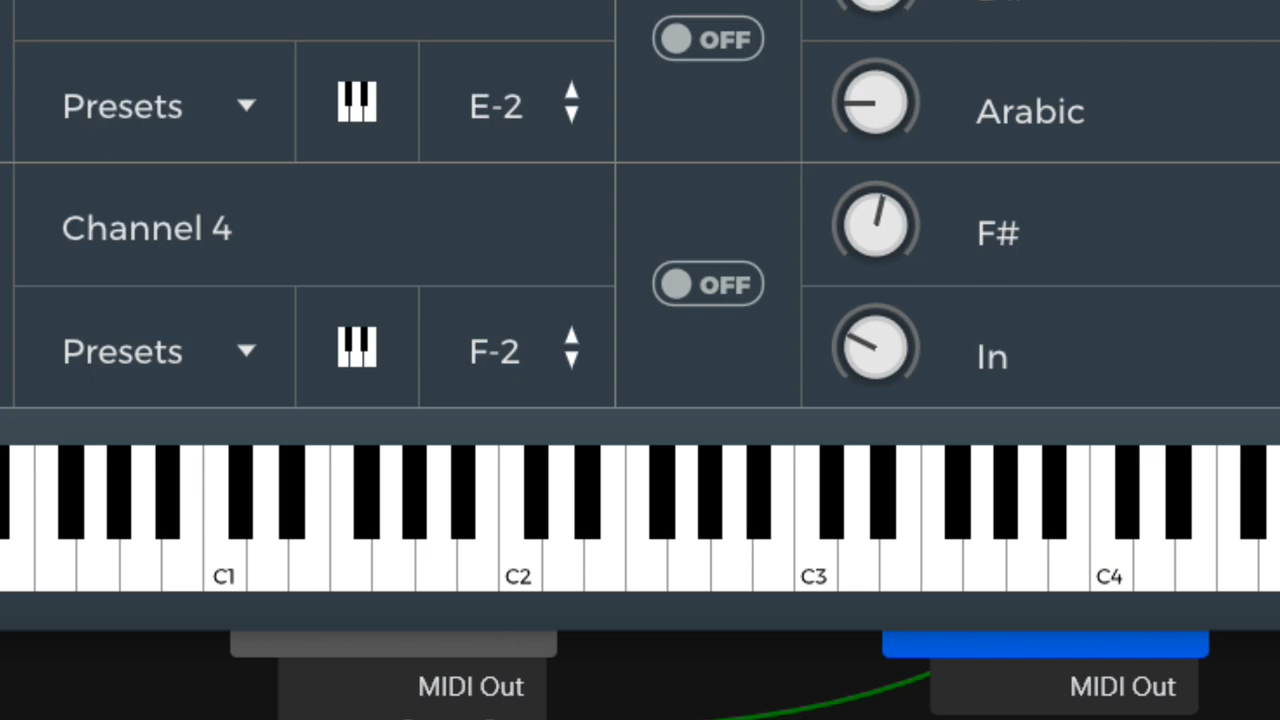 OFF
Presets E-2 Arabic
Channel 4 F#
OFF
Presets F-2 In
C1 C2 C3 C4
MIDI Out MIDI Out